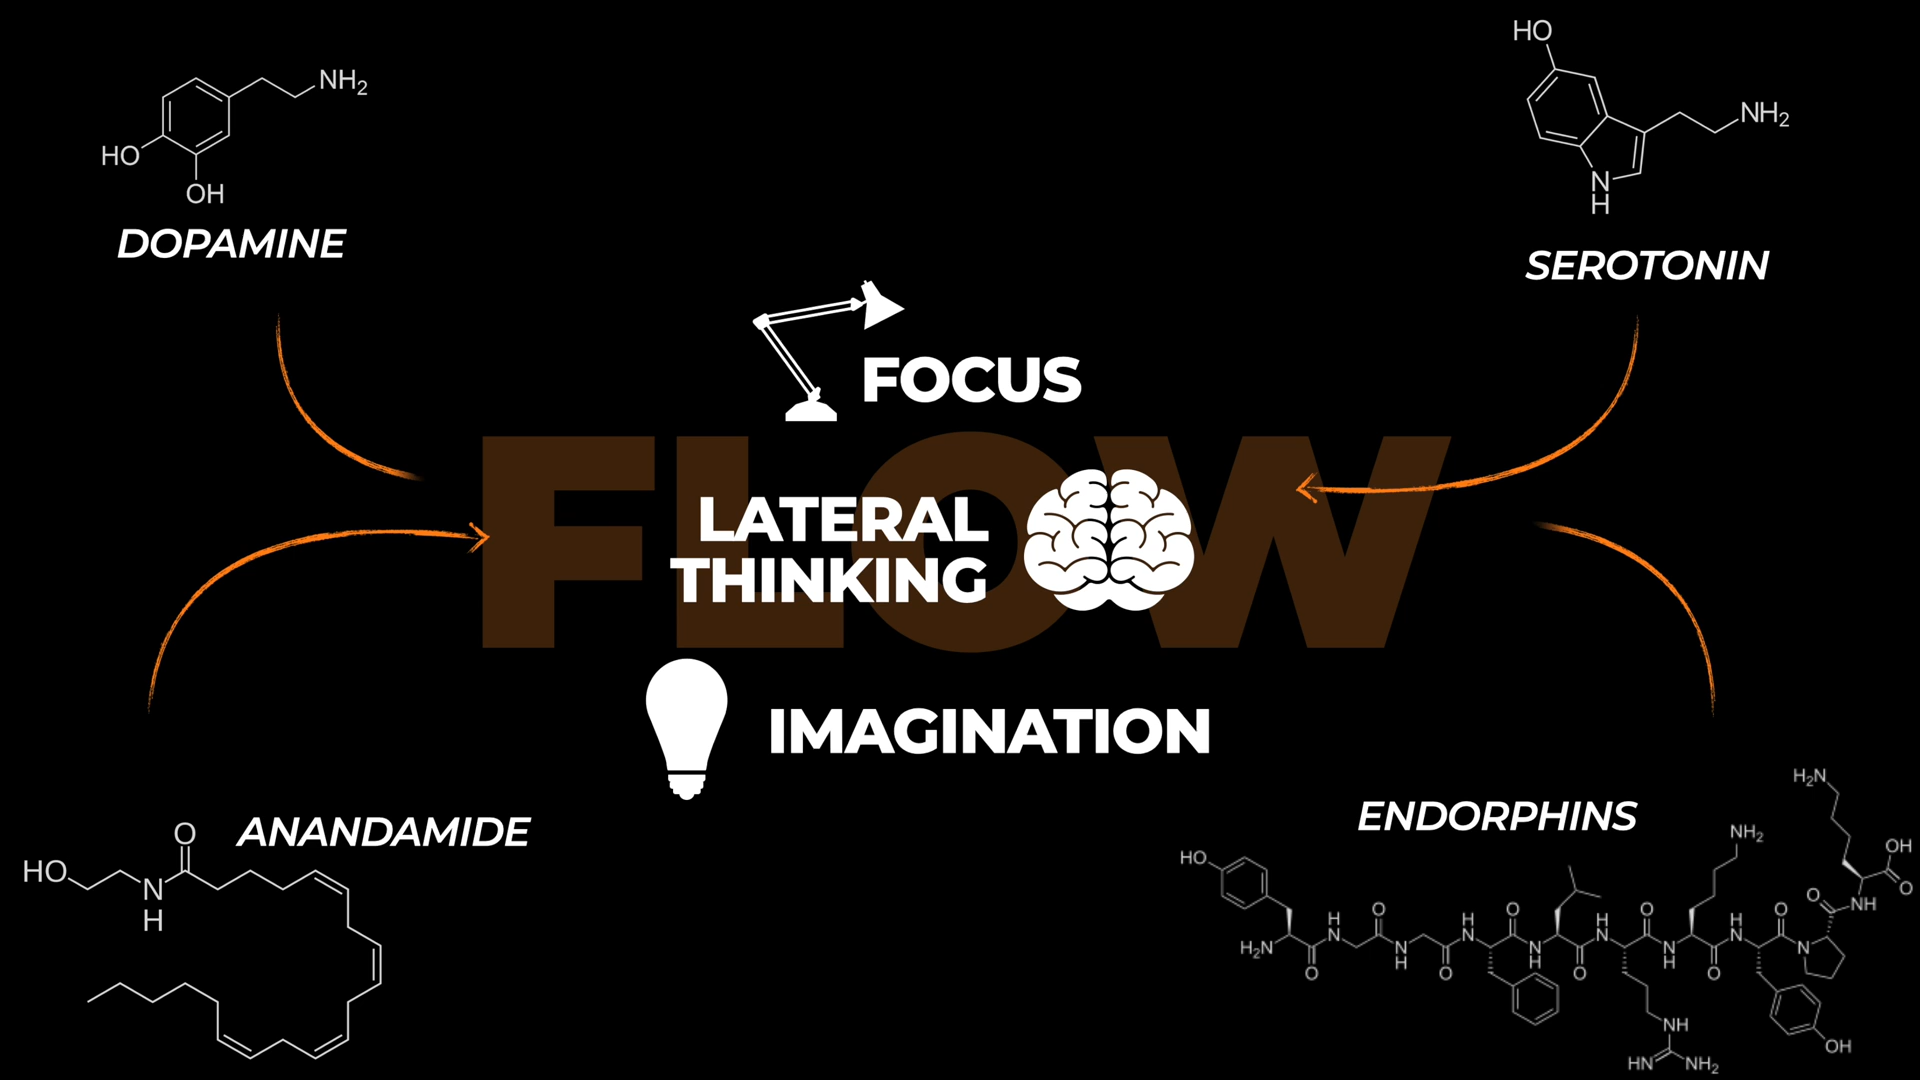 HO
NH2
HO
OH
NH2
N
H
DOPAMINE
SEROTONIN
FOCUS
FLOW
LATERAL
THINKING
IMAGINATION
ANANDAMIDE
O
HO
N
H
ENDORPHINS
H2N
NH2
OH
O
O
NH
HO
H2N
O
H
N
O
N
H
O
H
N
O
N
H
O
H
N
O
N
H
O
H
N
O
N
NH
HN
NH2
OH